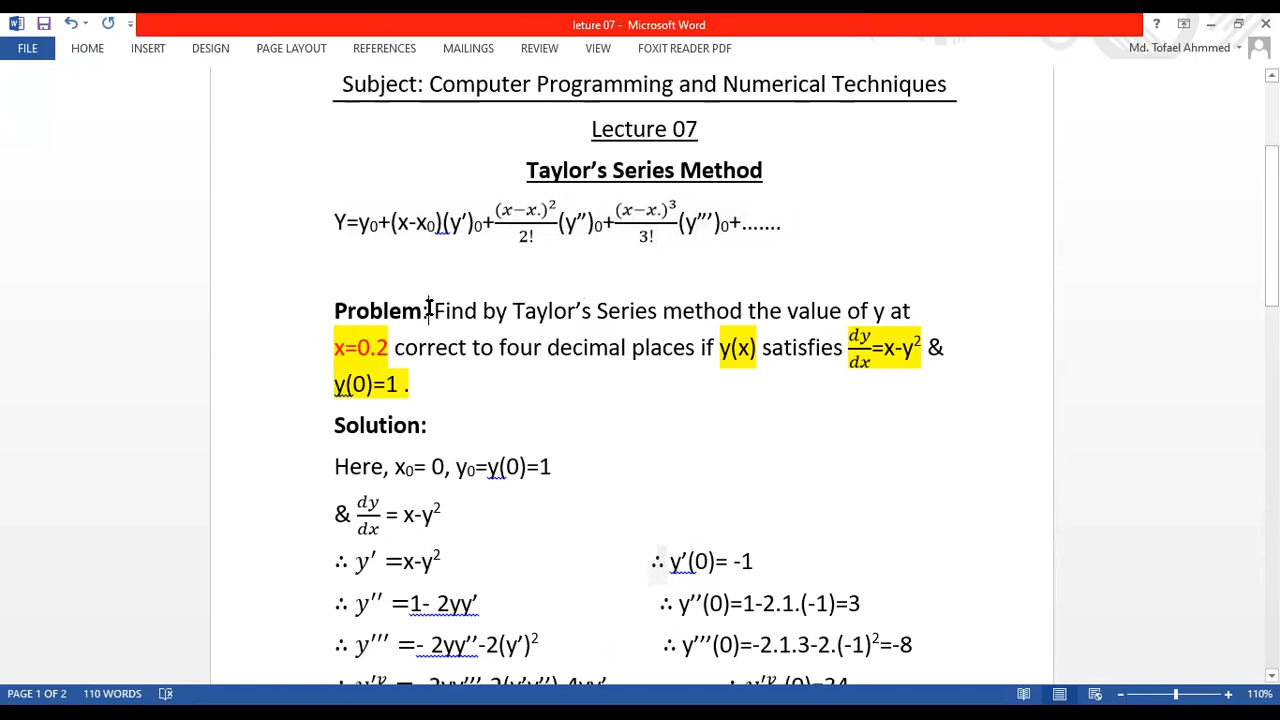 leture 07 - Microsoft Word
FILE HOME INSERT DESIGN PAGE LAYOUT REFERENCES MAILINGS REVIEW VIEW FOXIT READER PDF Md. Tofael Ahmmed
Subject: Computer Programming and Numerical Techniques
Lecture 07
Taylor’s Series Method
Y=y₀+(x-x₀)(y’)₀+(x−x.)²/2!(y”)₀+(x−x.)³/3!(y”’)₀+.......
Problem: Find by Taylor’s Series method the value of y at
x=0.2 correct to four decimal places if y(x) satisfies dy/dx=x-y² &
y(0)=1 .
Solution:
Here, x₀= 0, y₀=y(0)=1
& dy/dx = x-y²
∴ y′ =x-y² ∴ y’(0)= -1
∴ y′′ =1- 2yy’ ∴ y’’(0)=1-2.1.(-1)=3
∴ y′′′ =- 2yy’’-2(y’)² ∴ y’’’(0)=-2.1.3-2.(-1)²=-8
PAGE 1 OF 2 110 WORDS 110%